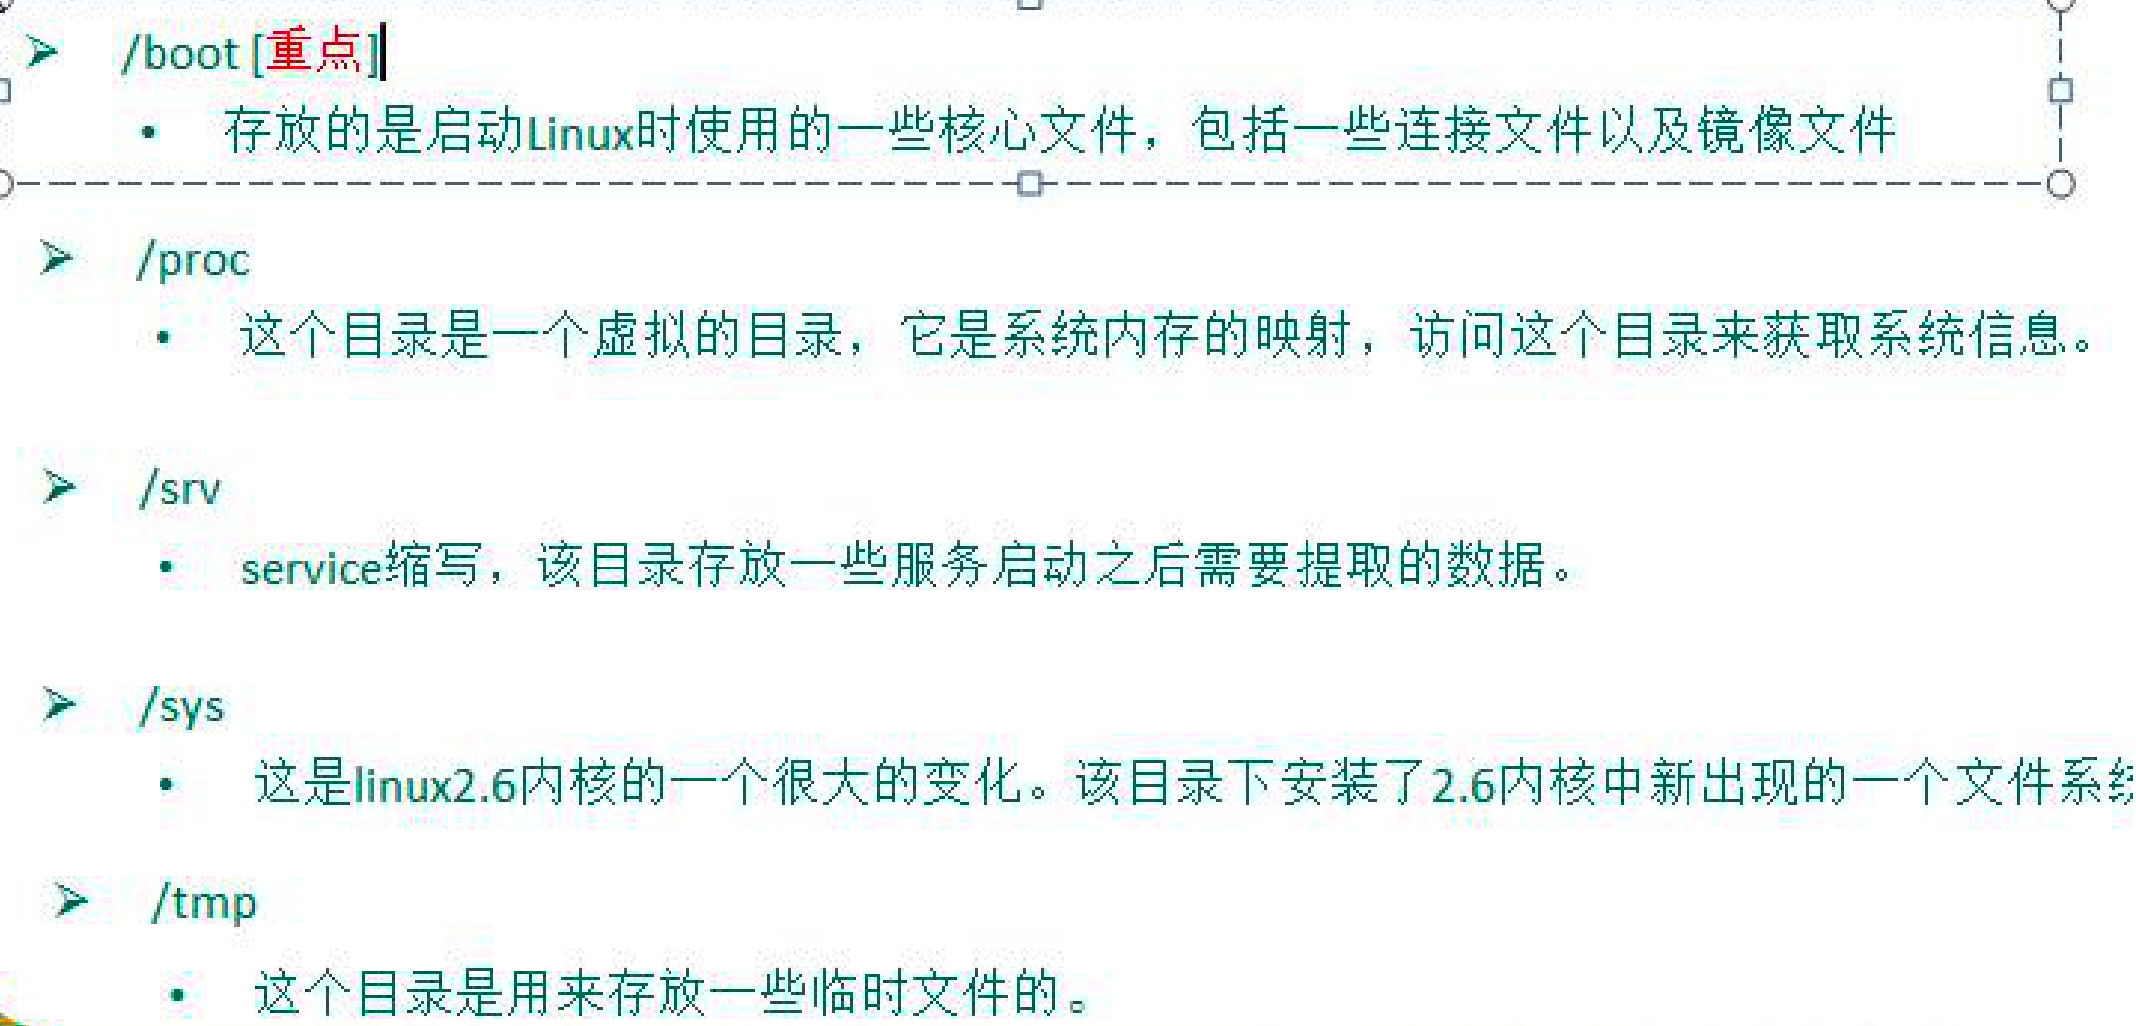 /boot [重点]
存放的是启动Linux时使用的一些核心文件，包括一些连接文件以及镜像文件
/proc
这个目录是一个虚拟的目录，它是系统内存的映射，访问这个目录来获取系统信息。
/srv
service缩写，该目录存放一些服务启动之后需要提取的数据。
/sys
这是linux2.6内核的一个很大的变化。该目录下安装了2.6内核中新出现的一个文件系统
/tmp
这个目录是用来存放一些临时文件的。